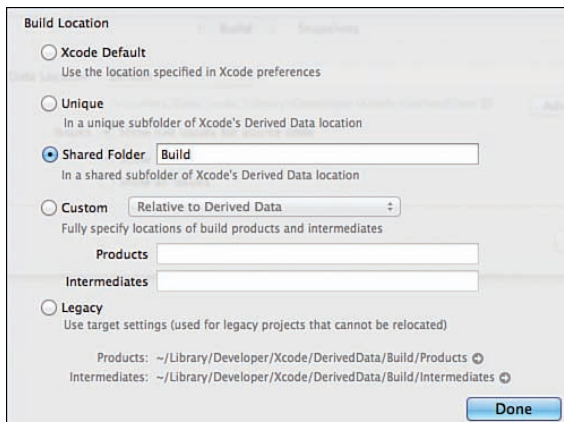 Build Location
Xcode Default
Use the location specified in Xcode preferences
Unique
In a unique subfolder of Xcode's Derived Data location
Shared Folder Build
In a shared subfolder of Xcode's Derived Data location
Custom Relative to Derived Data
Fully specify locations of build products and intermediates
Products
Intermediates
Legacy
Use target settings (used for legacy projects that cannot be relocated)
Products: ~/Library/Developer/Xcode/DerivedData/Build/Products
Intermediates: ~/Library/Developer/Xcode/DerivedData/Build/Intermediates
Done